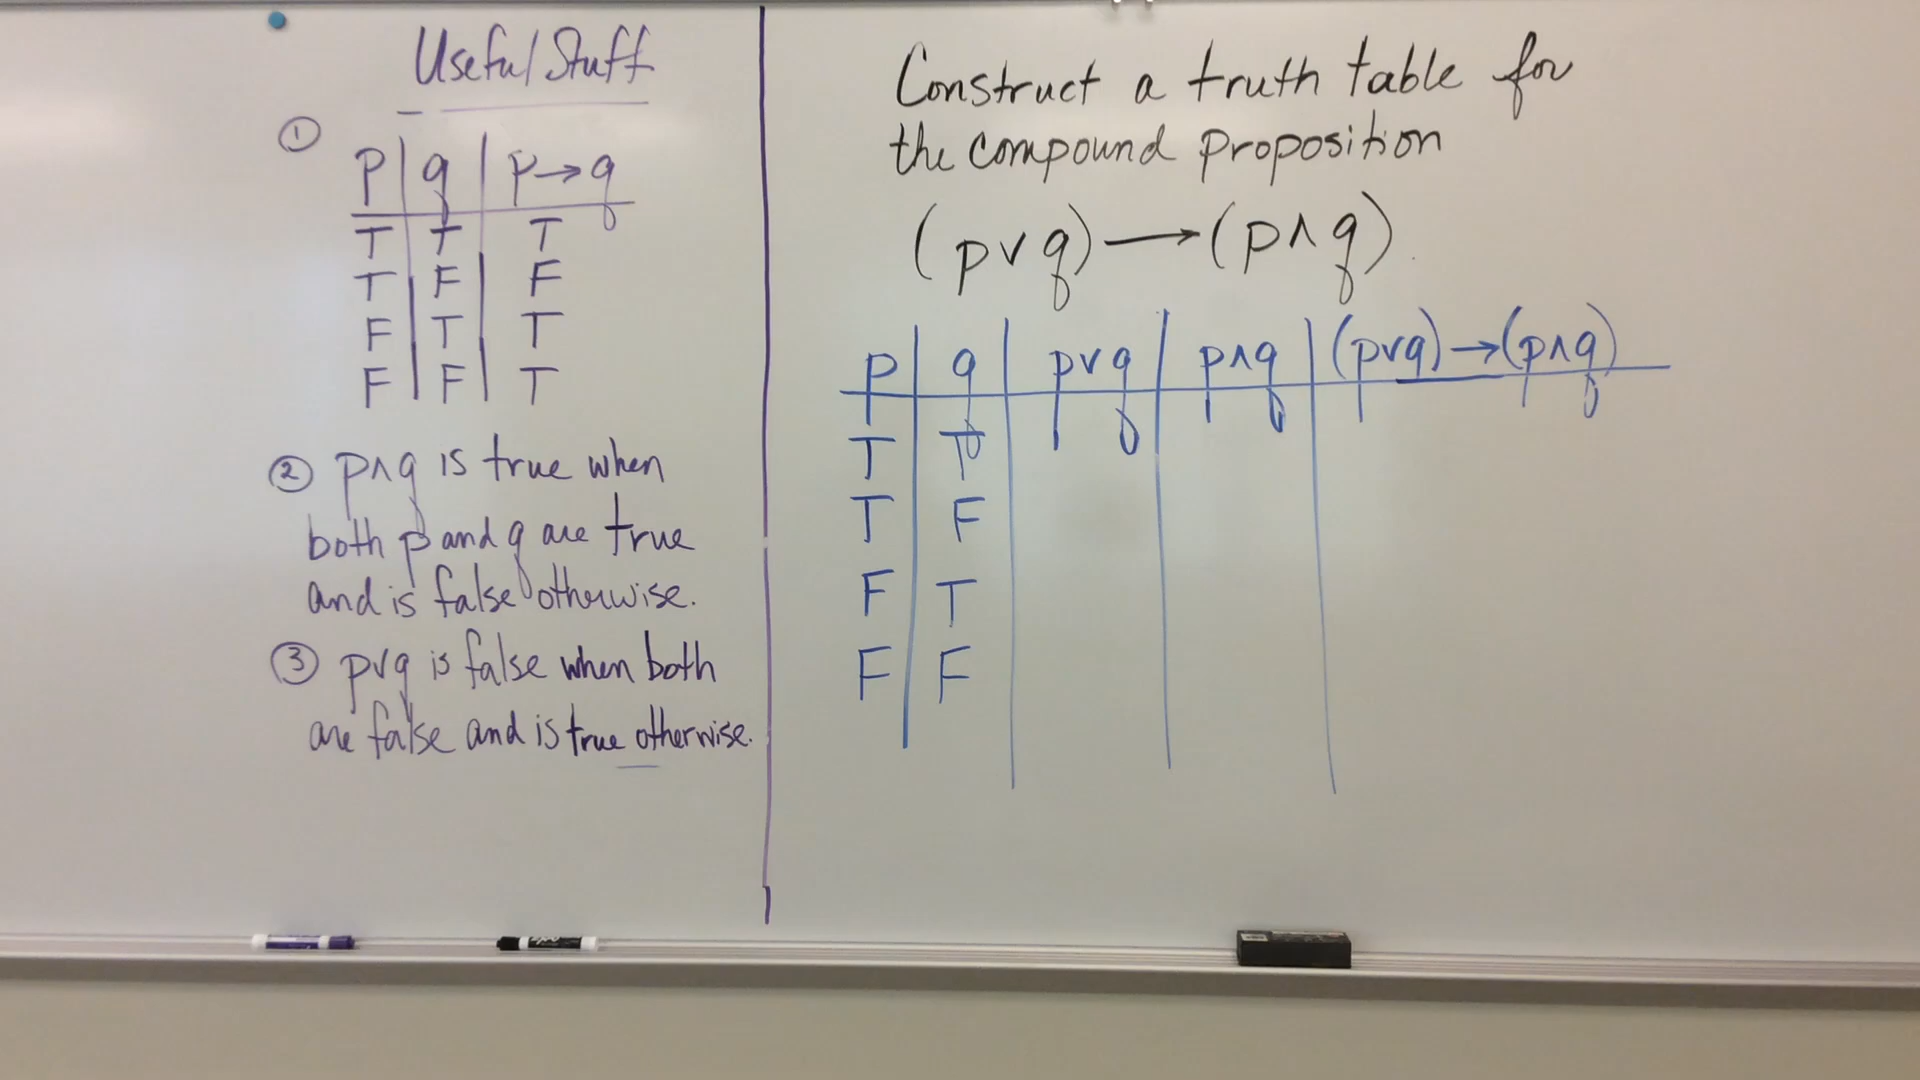 Useful Stuff
①
p | q | p→q
T | T | T
T | F | F
F | T | T
F | F | T
② p∧q is true when
both p and q are true
and is false otherwise.
③ p∨q is false when both
are false and is true otherwise.
Construct a truth table for
the compound proposition
(p∨q)→(p∧q)
p | q | p∨q | p∧q | (p∨q)→(p∧q)
T | T
T | F
F | T
F | F